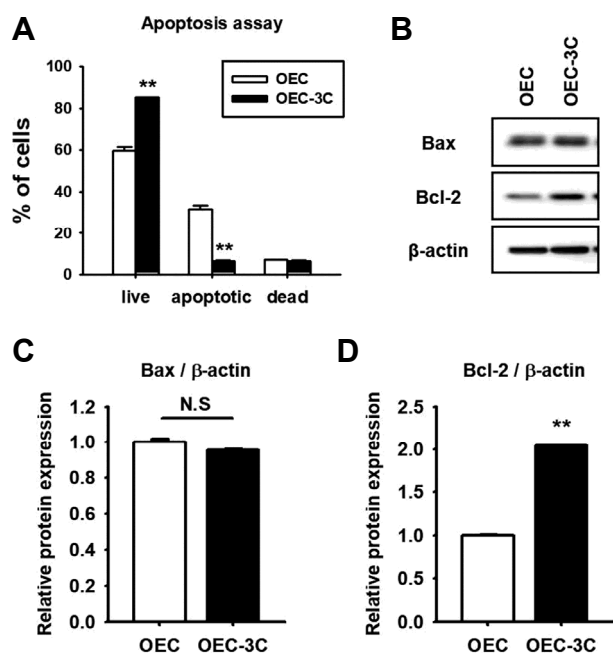 A
Apoptosis assay
OEC
OEC-3C
**
**
% of cells
100
80
60
40
20
0
live apoptotic dead
B
OEC
OEC-3C
Bax
Bcl-2
β-actin
C
Bax / β-actin
N.S
Relative protein expression
1.2
1.0
0.8
0.6
0.4
0.2
0.0
OEC OEC-3C
D
Bcl-2 / β-actin
**
Relative protein expression
2.5
2.0
1.5
1.0
0.5
0.0
OEC OEC-3C